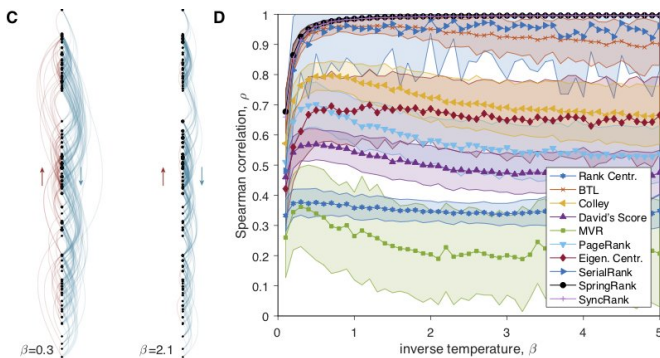 C
β=0.3
β=2.1
D
Spearman correlation, ρ
1
0.9
0.8
0.7
0.6
0.5
0.4
0.3
0.2
0.1
0
0
1
2
3
4
5
inverse temperature, β
Rank Centr.
BTL
Colley
David's Score
MVR
PageRank
Eigen. Centr.
SerialRank
SpringRank
SyncRank